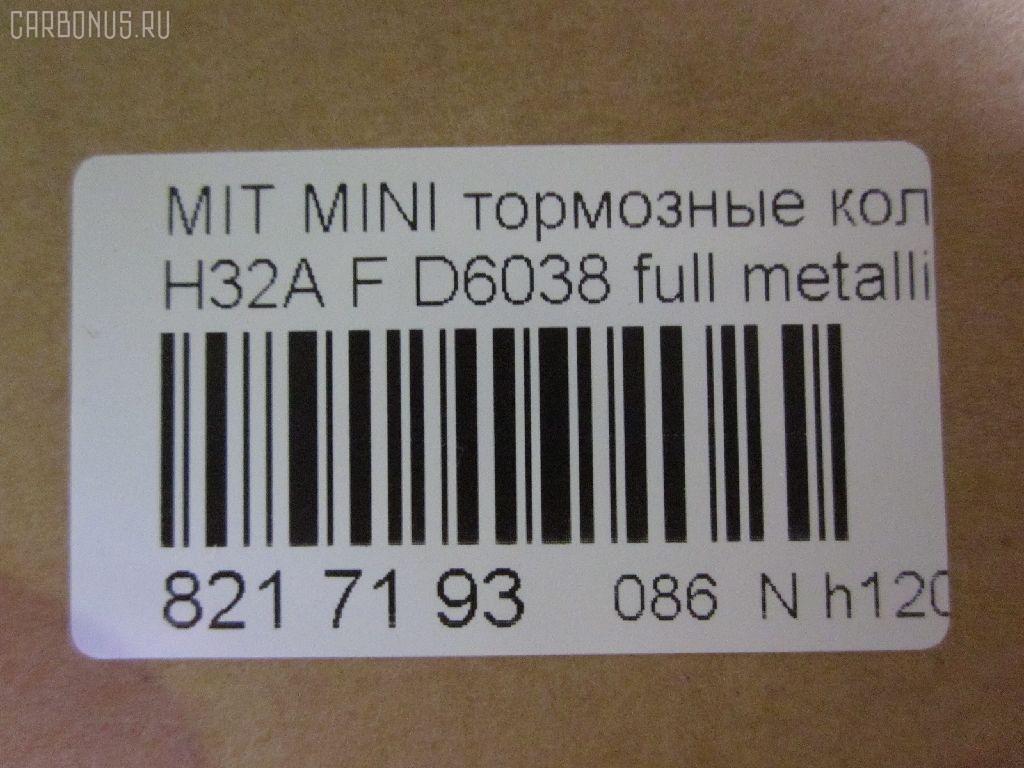 CARBONUS.RU
MIT MINI тормозные кол
H32A F D6038 full metalli
821 71 93 086 N h120